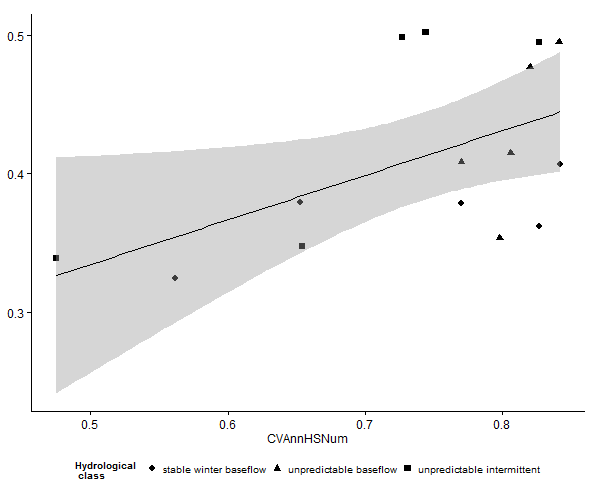 0.5
0.4
0.3
0.5 0.6 0.7 0.8
CVAnnHSNum
Hydrological
class
stable winter baseflow unpredictable baseflow unpredictable intermittent